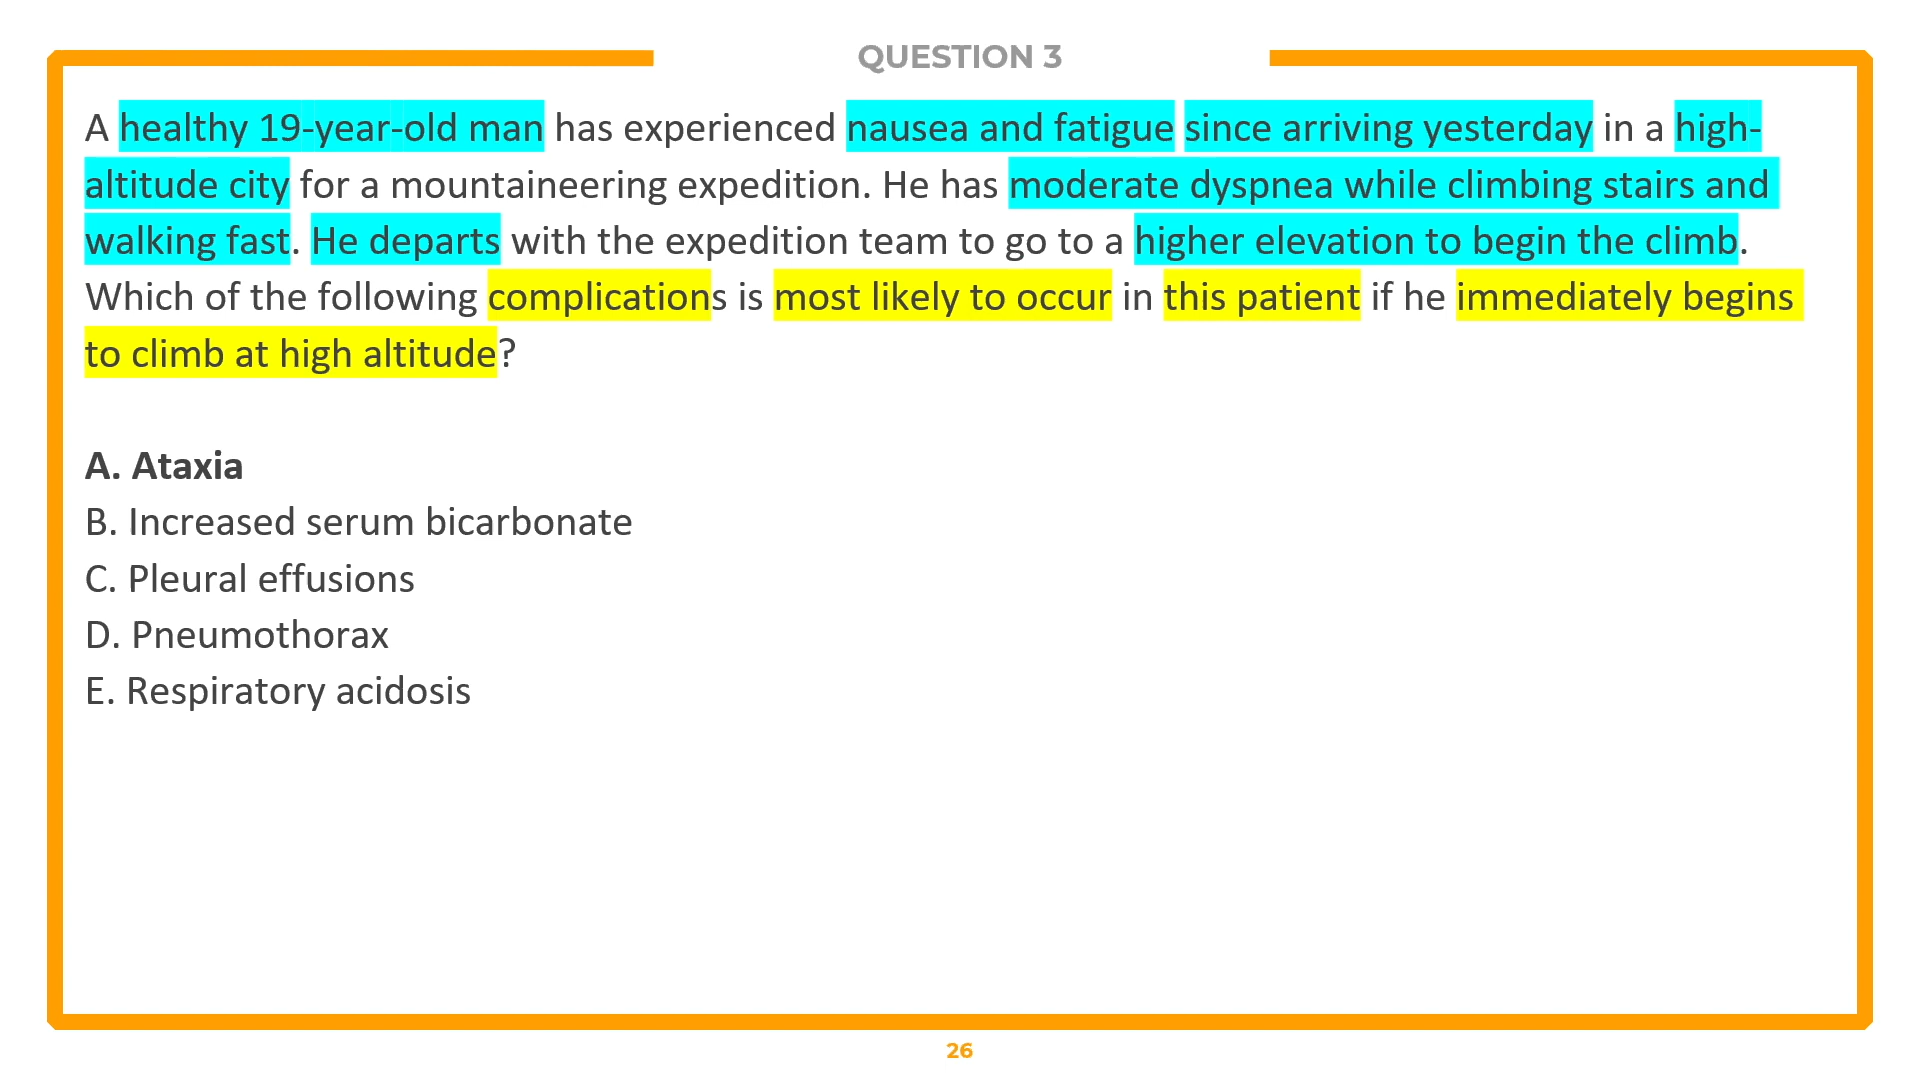 QUESTION 3
A healthy 19-year-old man has experienced nausea and fatigue since arriving yesterday in a high-
altitude city for a mountaineering expedition. He has moderate dyspnea while climbing stairs and
walking fast. He departs with the expedition team to go to a higher elevation to begin the climb.
Which of the following complications is most likely to occur in this patient if he immediately begins
to climb at high altitude?
A. Ataxia
B. Increased serum bicarbonate
C. Pleural effusions
D. Pneumothorax
E. Respiratory acidosis
26